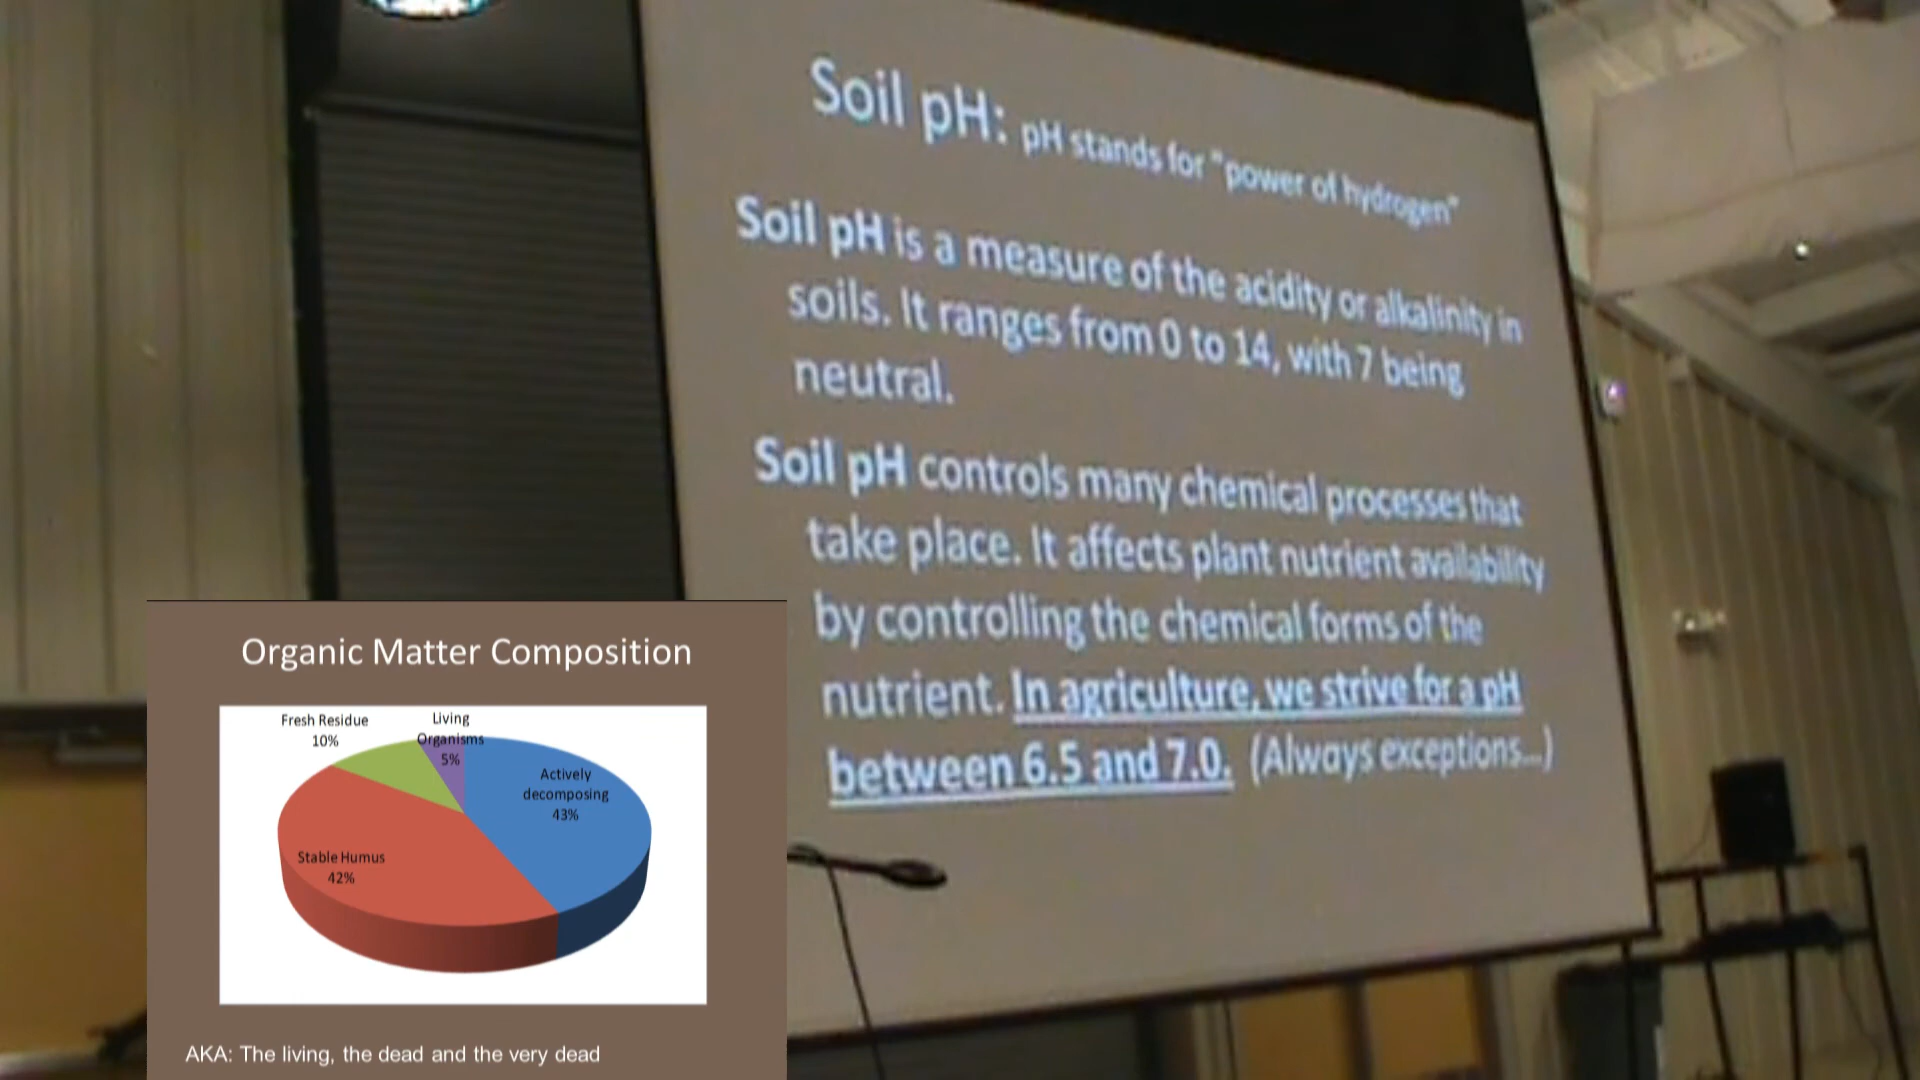 Soil pH: pH stands for "power of hydrogen"
Soil pH is a measure of the acidity or alkalinity in
soils. It ranges from 0 to 14, with 7 being
neutral.
Soil pH controls many chemical processes that
take place. It affects plant nutrient availability
by controlling the chemical forms of the
nutrient. In agriculture, we strive for a pH
between 6.5 and 7.0. (Always exceptions...)
Organic Matter Composition
Fresh Residue
10%
Living
Organisms
5%
Actively
decomposing
43%
Stable Humus
42%
AKA: The living, the dead and the very dead